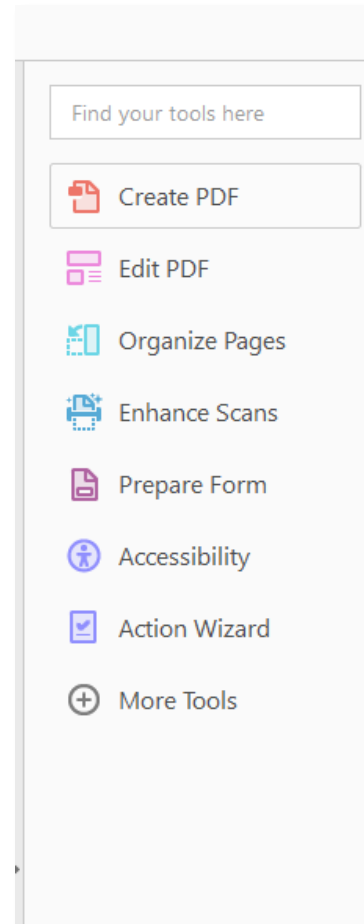 Find your tools here
Create PDF
Edit PDF
Organize Pages
Enhance Scans
Prepare Form
Accessibility
Action Wizard
More Tools